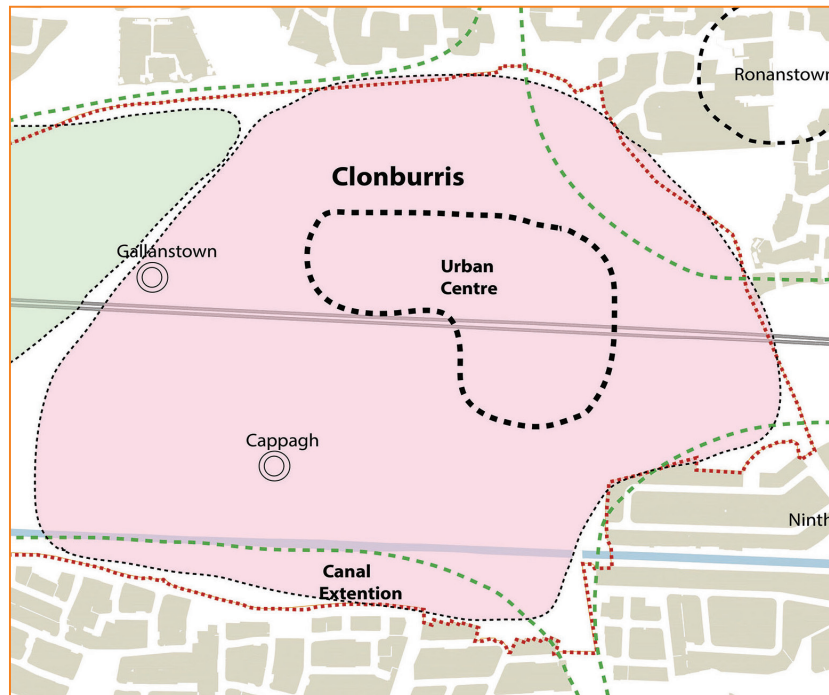 Ronanstown
Clonburris
Gallanstown
Urban
Centre
Cappagh
Ninth
Canal
Extention